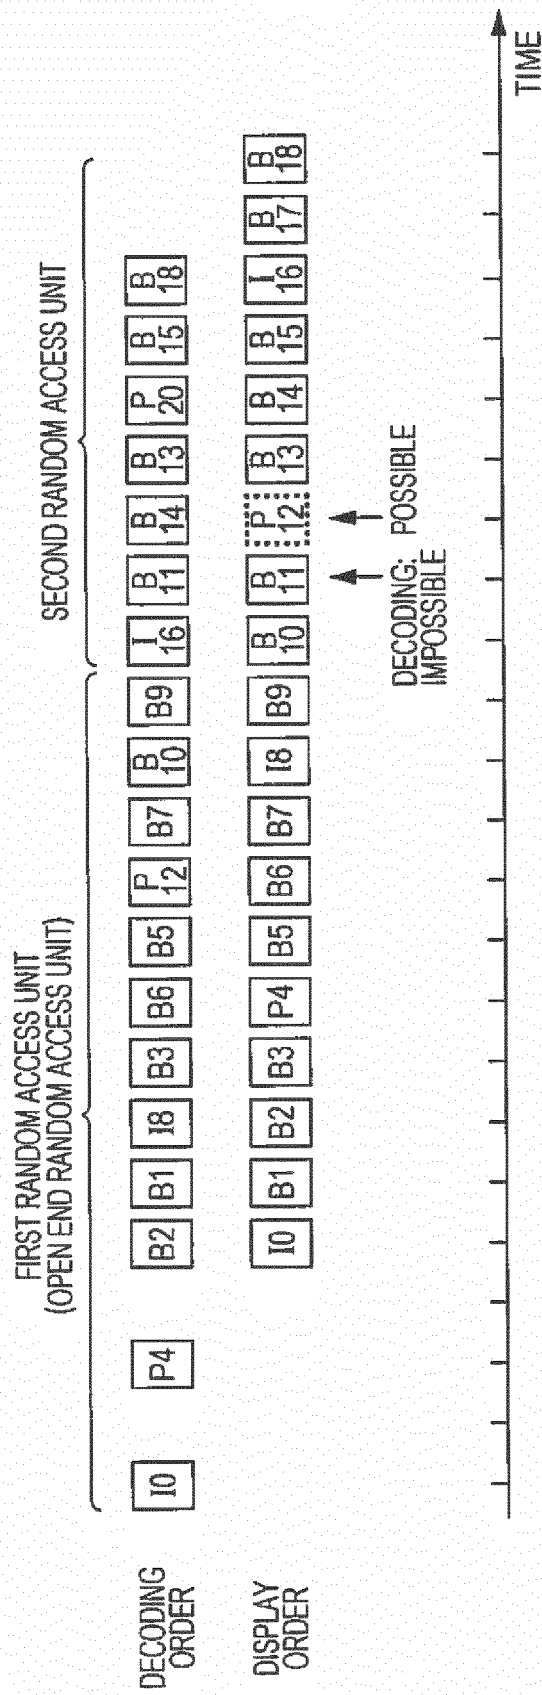 FIRST RANDOM ACCESS UNIT
(OPEN END RANDOM ACCESS UNIT)
SECOND RANDOM ACCESS UNIT
DECODING
ORDER
I0 P4 B2 B1 I8 B3 B6 B5 P12 B7 B10 B9 I16 B11 B14 B13 P20 B15 B18
DISPLAY
ORDER
I0 B1 B2 B3 P4 B5 B6 B7 I8 B9 B10 B11 P12 B13 B14 B15 I16 B17 B18
DECODING: POSSIBLE
IMPOSSIBLE
TIME